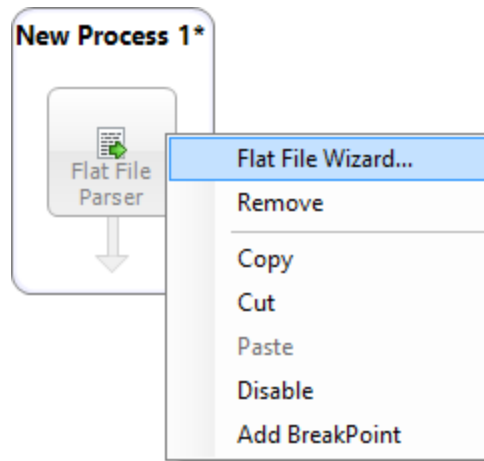 New Process 1*
Flat File
Parser
Flat File Wizard...
Remove
Copy
Cut
Paste
Disable
Add BreakPoint